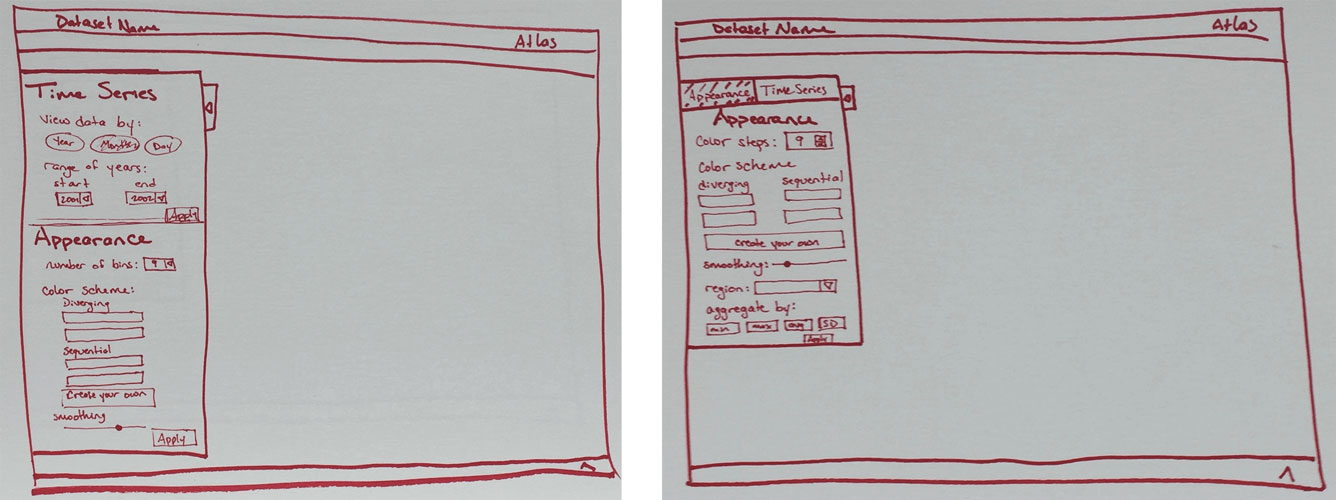 Dataset Name
Atlas
Time Series
View data by:
Year Months Day
range of years:
start end
2001 2002
Apply
Appearance
number of bins: 9
Color scheme:
Diverging
Sequential
Create your own
smoothing
Apply
Dataset Name
Atlas
Appearance Time Series
Appearance
Color steps: 9
Color scheme
diverging sequential
create your own
smoothing:
region:
aggregate by:
min max avg SD
Apply